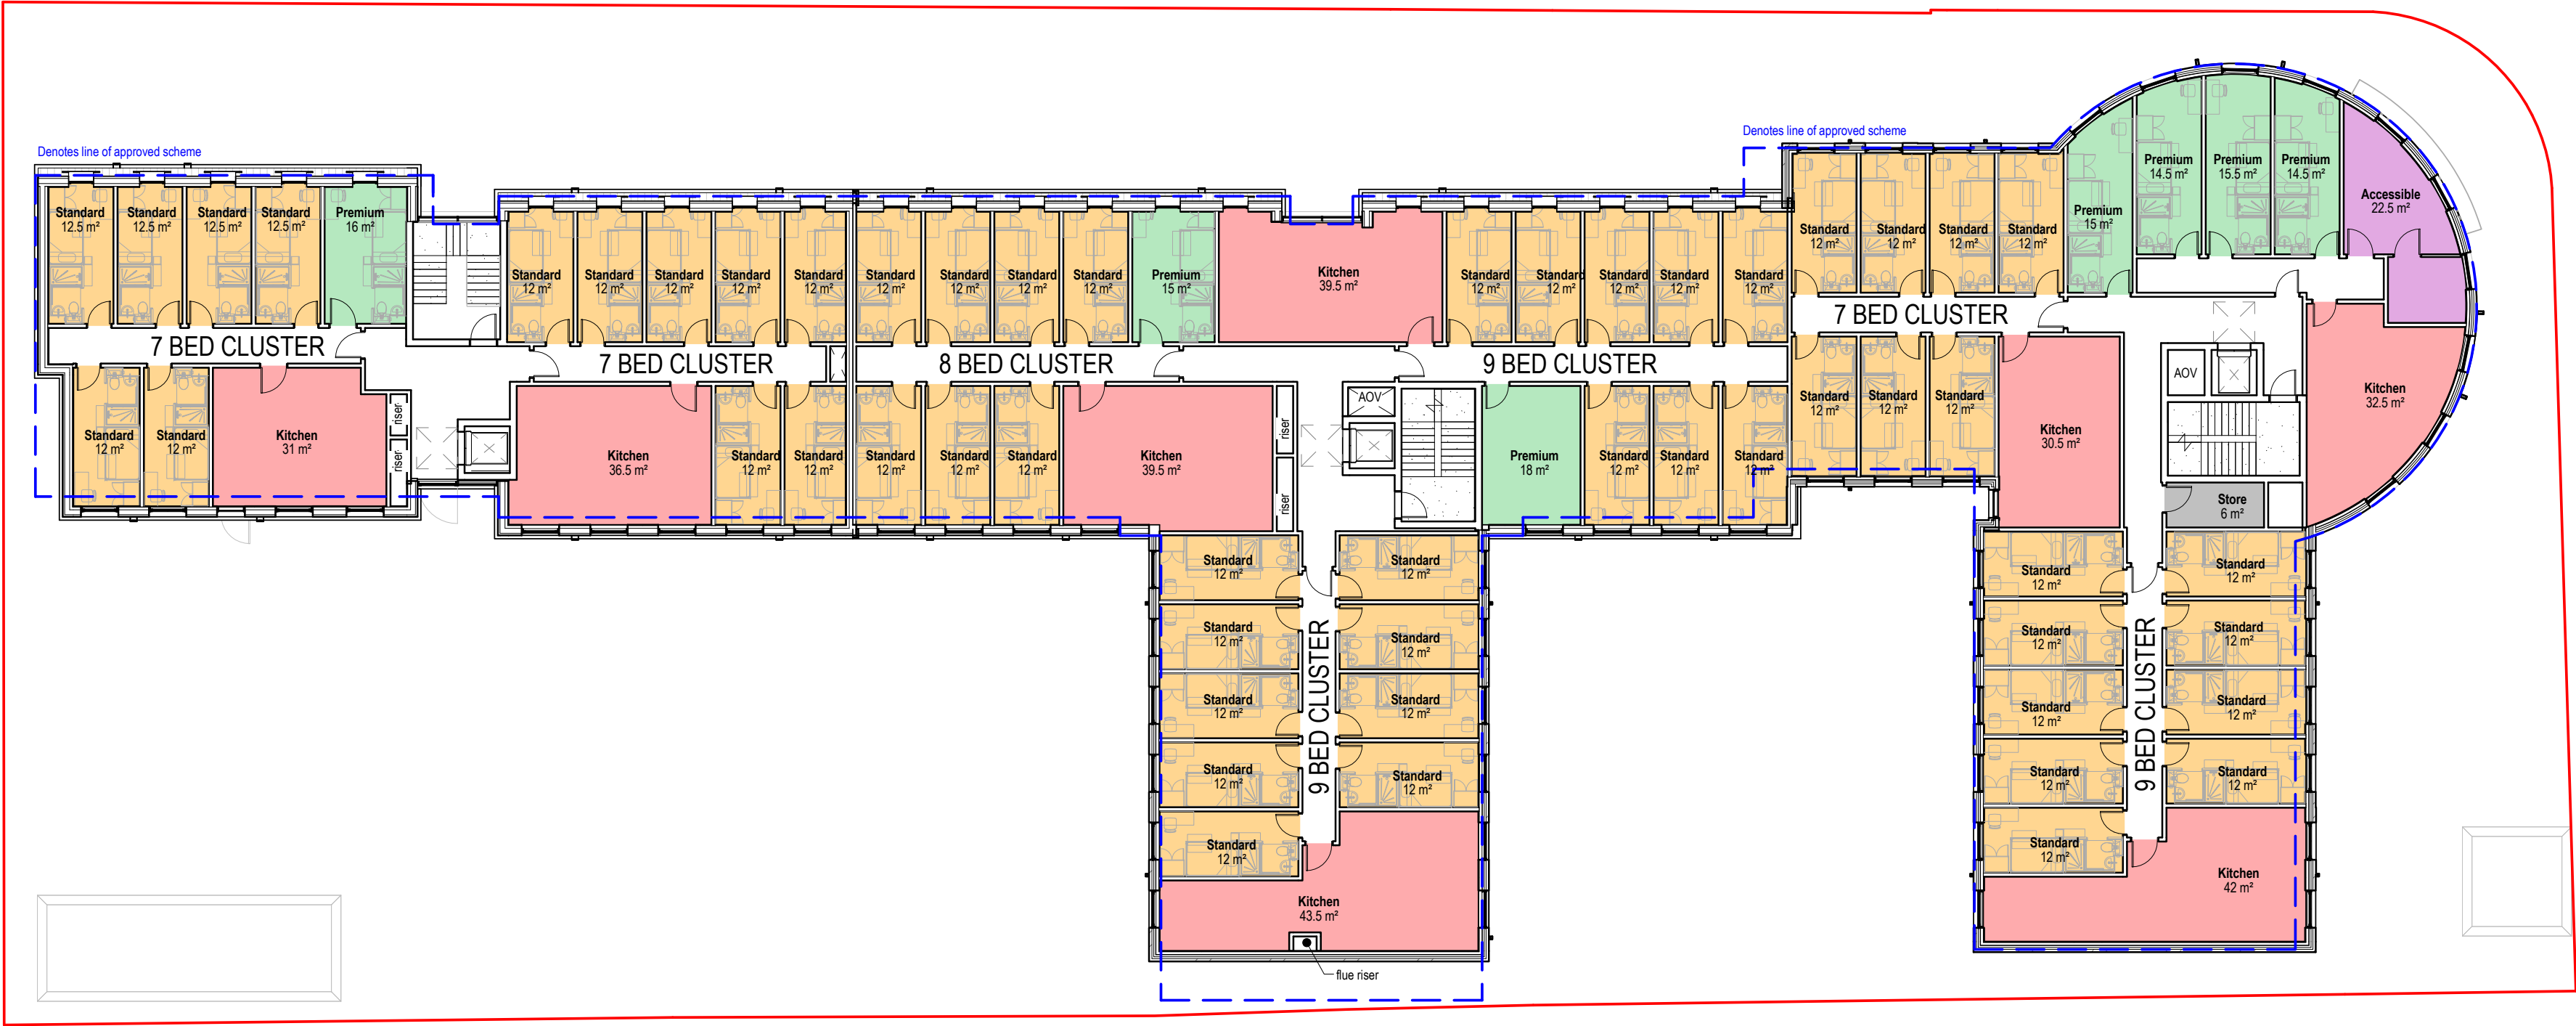 Denotes line of approved scheme
Denotes line of approved scheme
Standard
12.5 m²
Standard
12.5 m²
Standard
12.5 m²
Standard
12.5 m²
Premium
16 m²
7 BED CLUSTER
Standard
12 m²
Standard
12 m²
Kitchen
31 m²
riser
riser
Standard
12 m²
Standard
12 m²
Standard
12 m²
Standard
12 m²
Standard
12 m²
7 BED CLUSTER
Kitchen
36.5 m²
Standard
12 m²
Standard
12 m²
Standard
12 m²
Standard
12 m²
Standard
12 m²
Standard
12 m²
Premium
15 m²
8 BED CLUSTER
Standard
12 m²
Standard
12 m²
Standard
12 m²
Kitchen
39.5 m²
riser
riser
Kitchen
39.5 m²
Standard
12 m²
Standard
12 m²
Standard
12 m²
Standard
12 m²
Standard
12 m²
9 BED CLUSTER
AOV
Premium
18 m²
Standard
12 m²
Standard
12 m²
Standard
12 m²
Standard
12 m²
Standard
12 m²
Standard
12 m²
Standard
12 m²
7 BED CLUSTER
Standard
12 m²
Standard
12 m²
Standard
12 m²
Kitchen
30.5 m²
Premium
15 m²
Premium
14.5 m²
Premium
15.5 m²
Premium
14.5 m²
Accessible
22.5 m²
AOV
Kitchen
32.5 m²
Store
6 m²
Standard
12 m²
Standard
12 m²
Standard
12 m²
Standard
12 m²
Standard
12 m²
Standard
12 m²
Standard
12 m²
Standard
12 m²
Standard
12 m²
9 BED CLUSTER
Kitchen
43.5 m²
flue riser
Standard
12 m²
Standard
12 m²
Standard
12 m²
Standard
12 m²
Standard
12 m²
Standard
12 m²
Standard
12 m²
Standard
12 m²
Standard
12 m²
9 BED CLUSTER
Kitchen
42 m²